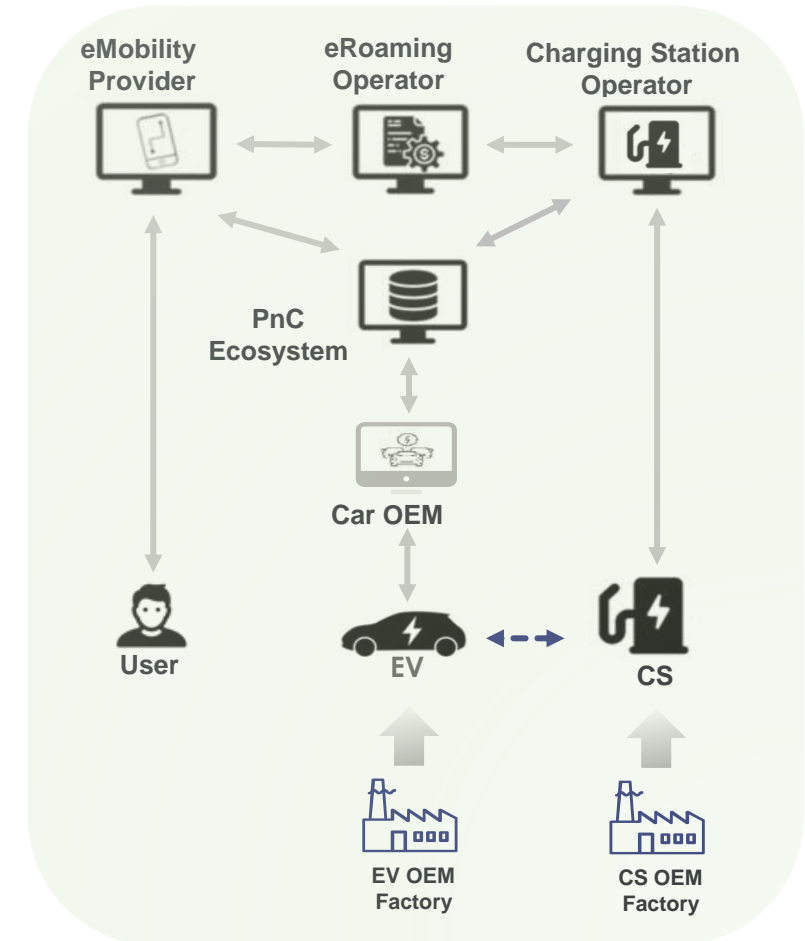 eMobility
Provider
eRoaming
Operator
Charging Station
Operator
PnC
Ecosystem
Car OEM
User
EV
CS
EV OEM
Factory
CS OEM
Factory